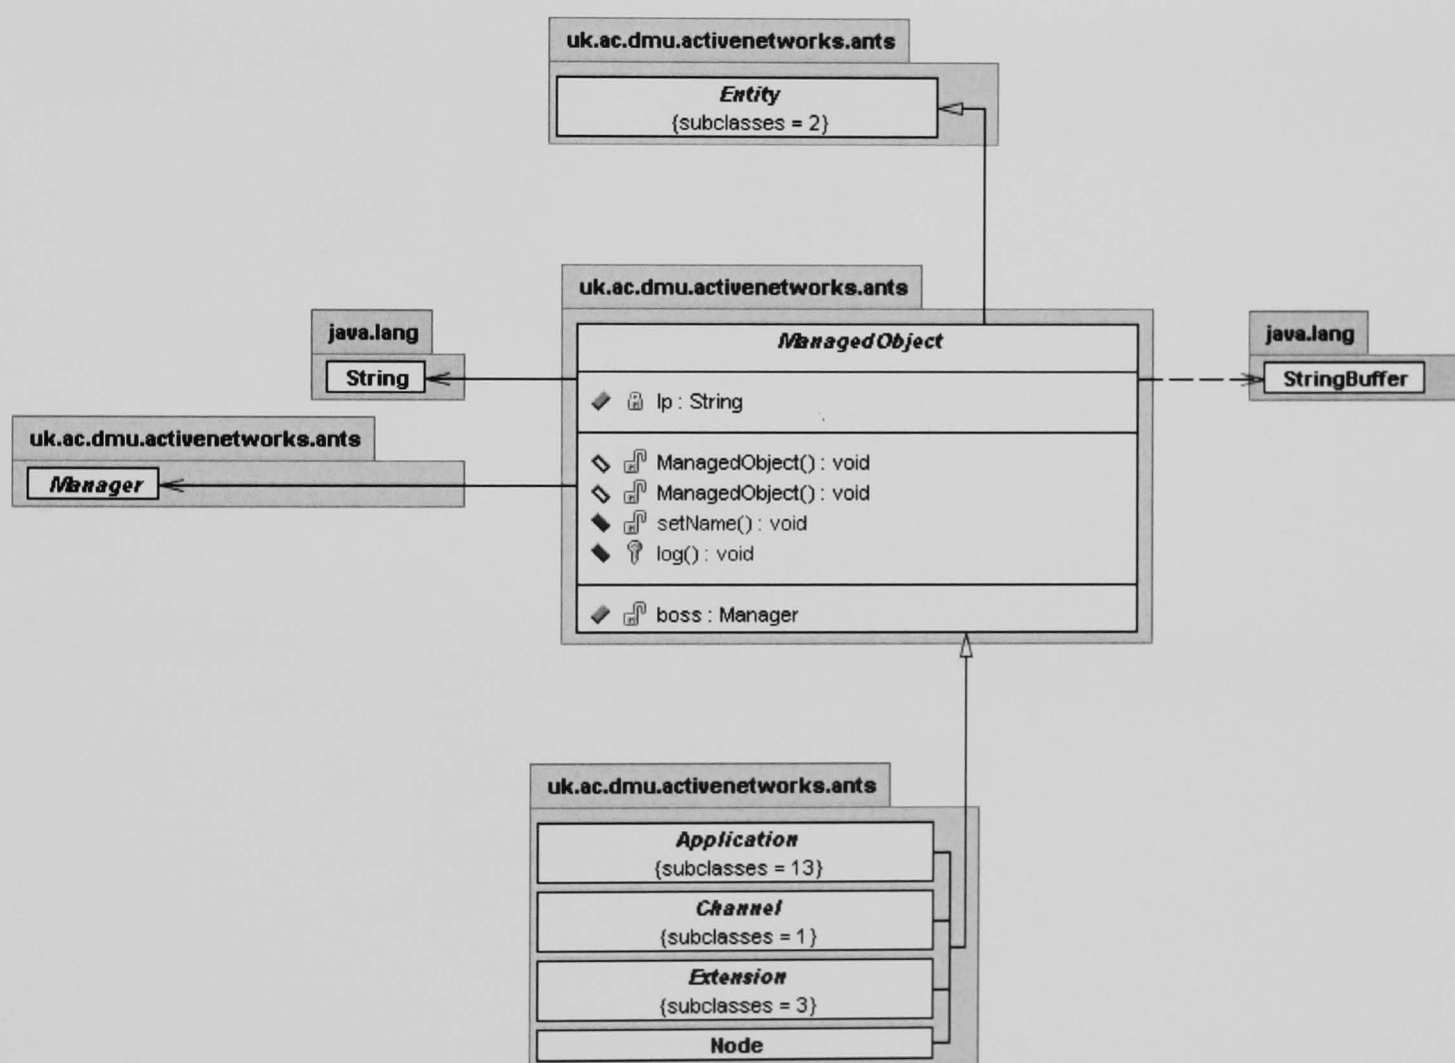 uk.ac.dmu.activenetworks.ants
Entity
{subclasses = 2}
uk.ac.dmu.activenetworks.ants
java.lang
String
ManagedObject
java.lang
StringBuffer
lp : String
uk.ac.dmu.activenetworks.ants
Manager
ManagedObject() : void
ManagedObject() : void
setName() : void
log() : void
boss : Manager
uk.ac.dmu.activenetworks.ants
Application
{subclasses = 13}
Channel
{subclasses = 1}
Extension
{subclasses = 3}
Node